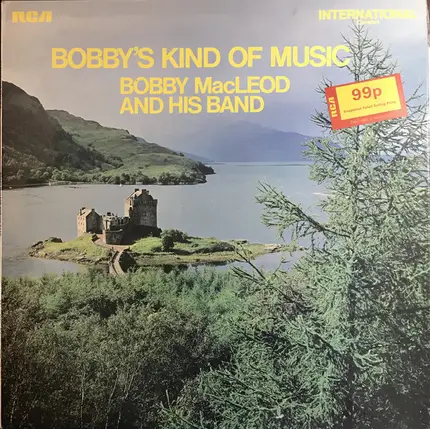 RCA
INTERNATIONAL
BOBBY'S KIND OF MUSIC
BOBBY MacLEOD
AND HIS BAND
RCA
99p